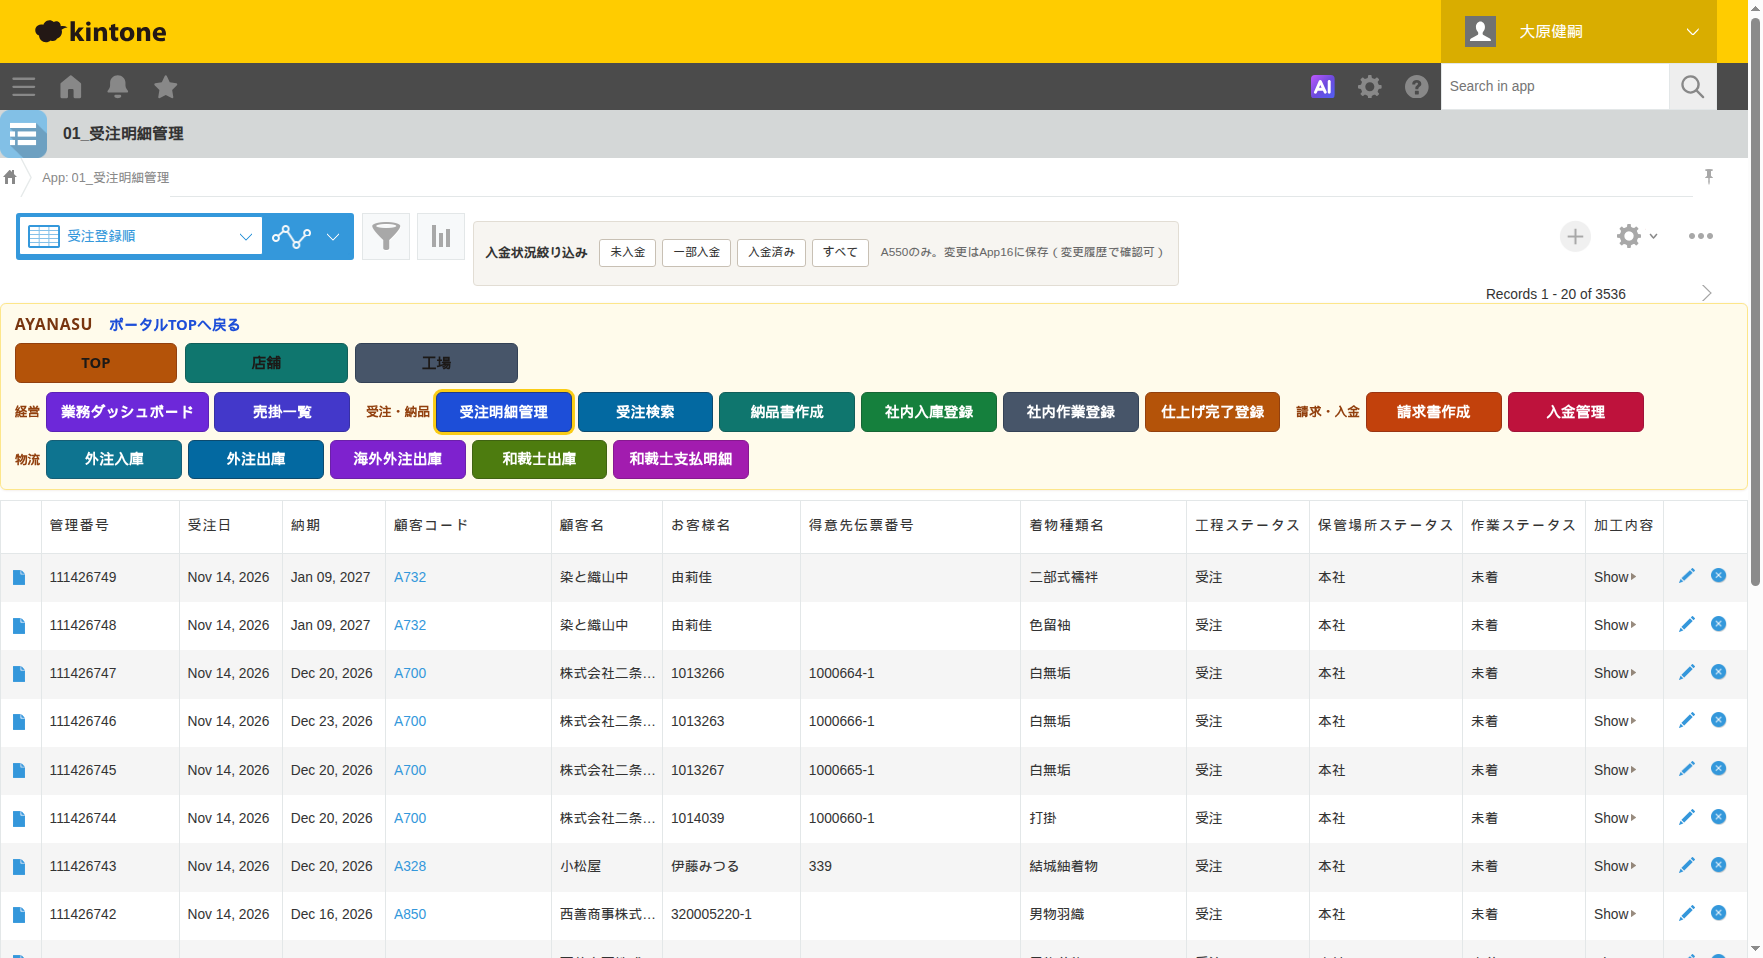 kintone
大原健嗣
AI
Search in app
01_受注明細管理
App: 01_受注明細管理
受注登録順
入金状況絞り込み 未入金 一部入金 入金済み すべて A550のみ。変更はApp16に保存（変更履歴で確認可）
Records 1 - 20 of 3536
AYANASU ポータルTOPへ戻る
TOP 店舗 工場
経営 業務ダッシュボード 売掛一覧 受注・納品 受注明細管理 受注検索 納品書作成 社内入庫登録 社内作業登録 仕上げ完了登録 請求・入金 請求書作成 入金管理
物流 外注入庫 外注出庫 海外外注出庫 和裁士出庫 和裁士支払明細
管理番号 受注日 納期 顧客コード 顧客名 お客様名 得意先伝票番号 着物種類名 工程ステータス 保管場所ステータス 作業ステータス 加工内容
111426749 Nov 14, 2026 Jan 09, 2027 A732 染と織山中 由莉佳 二部式襦袢 受注 本社 未着 Show
111426748 Nov 14, 2026 Jan 09, 2027 A732 染と織山中 由莉佳 色留袖 受注 本社 未着 Show
111426747 Nov 14, 2026 Dec 20, 2026 A700 株式会社二条… 1013266 1000664-1 白無垢 受注 本社 未着 Show
111426746 Nov 14, 2026 Dec 23, 2026 A700 株式会社二条… 1013263 1000666-1 白無垢 受注 本社 未着 Show
111426745 Nov 14, 2026 Dec 20, 2026 A700 株式会社二条… 1013267 1000665-1 白無垢 受注 本社 未着 Show
111426744 Nov 14, 2026 Dec 20, 2026 A700 株式会社二条… 1014039 1000660-1 打掛 受注 本社 未着 Show
111426743 Nov 14, 2026 Dec 20, 2026 A328 小松屋 伊藤みつる 339 結城紬着物 受注 本社 未着 Show
111426742 Nov 14, 2026 Dec 16, 2026 A850 西善商事株式… 320005220-1 男物羽織 受注 本社 未着 Show